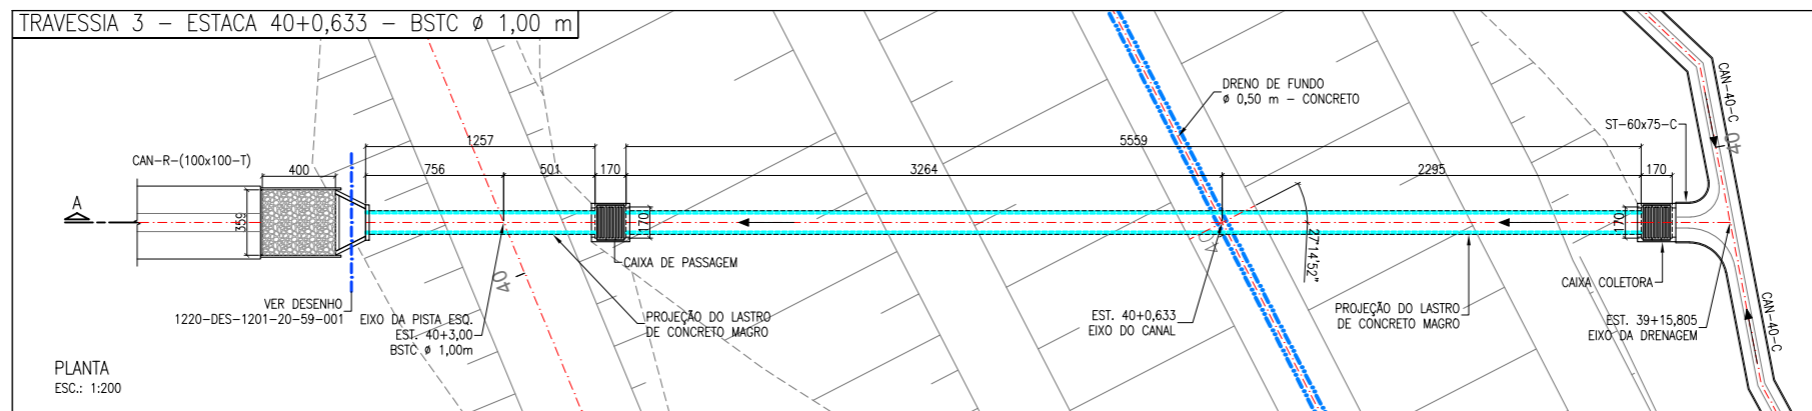 TRAVESSIA 3 - ESTACA 40+0,633 - BSTC ø 1,00 m
DRENO DE FUNDO
ø 0,50 m - CONCRETO
CAN-40-C
40
ST-60x75-C
1257
5559
CAN-R-(100x100-T)
400
756
501
170
3264
2295
170
A
359
170
170
27°14'52"
40
40
CAIXA DE PASSAGEM
CAIXA COLETORA
CAN-40-C
VER DESENHO
1220-DES-1201-20-59-001
EIXO DA PISTA ESQ.
EST. 40+3,00
BSTC ø 1,00m
PROJEÇÃO DO LASTRO
DE CONCRETO MAGRO
EST. 40+0,633
EIXO DO CANAL
PROJEÇÃO DO LASTRO
DE CONCRETO MAGRO
EST. 39+15,805
EIXO DA DRENAGEM
PLANTA
ESC.: 1:200